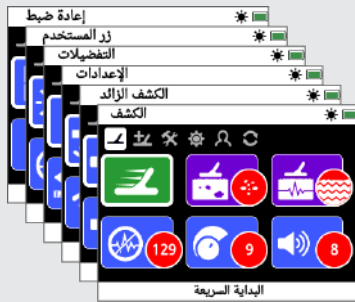 إعادة ضبط
زر المستخدم
التفضيلات
الإعدادات
الكشف الزائد
الكشف
129
9
8
البداية السريعة